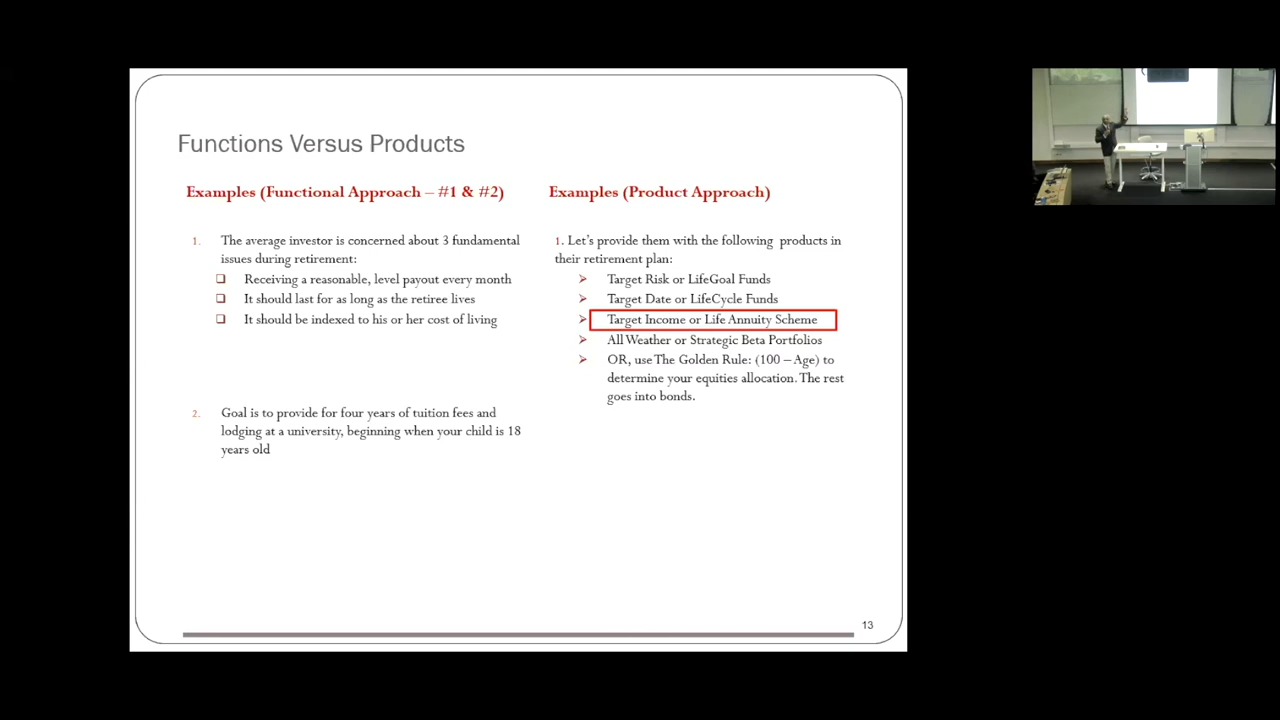 Functions Versus Products
Examples (Functional Approach – #1 & #2)
1. The average investor is concerned about 3 fundamental
issues during retirement:
❑ Receiving a reasonable, level payout every month
❑ It should last for as long as the retiree lives
❑ It should be indexed to his or her cost of living
2. Goal is to provide for four years of tuition fees and
lodging at a university, beginning when your child is 18
years old
Examples (Product Approach)
1. Let's provide them with the following products in
their retirement plan:
➢ Target Risk or LifeGoal Funds
➢ Target Date or LifeCycle Funds
➢ Target Income or Life Annuity Scheme
➢ All Weather or Strategic Beta Portfolios
➢ OR, use The Golden Rule: (100 – Age) to
determine your equities allocation. The rest
goes into bonds.
13